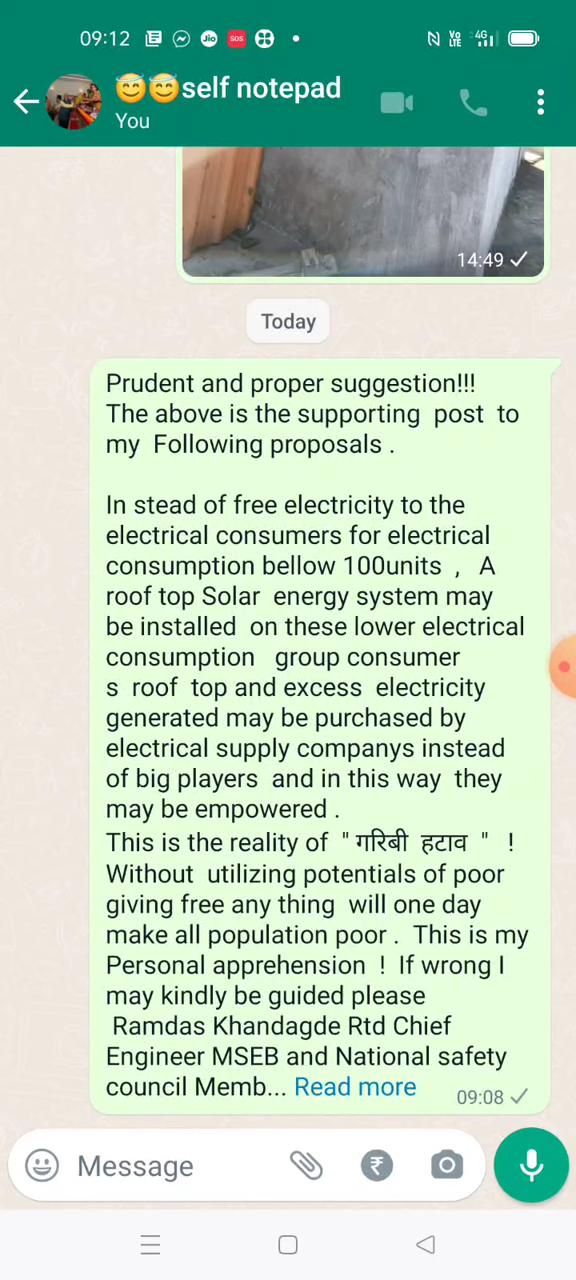 09:12
Jio
SOS
Vo
LTE
4G
😇😇self notepad
You
14:49
Today
Prudent and proper suggestion!!!
The above is the supporting  post  to
my  Following proposals .
In stead of free electricity to the
electrical consumers for electrical
consumption bellow 100units  ,   A
roof top Solar  energy system may
be installed  on these lower electrical
consumption   group consumer
s  roof  top and excess  electricity
generated may be purchased by
electrical supply companys instead
of big players  and in this way  they
may be empowered .
This is the reality of  " गरिबी  हटाव  "  !
Without  utilizing potentials of poor
giving free any thing  will one day
make all population poor .  This is my
Personal apprehension  !  If wrong I
may kindly be guided please
Ramdas Khandagde Rtd Chief
Engineer MSEB and National safety
council Memb... Read more
09:08
Message
₹